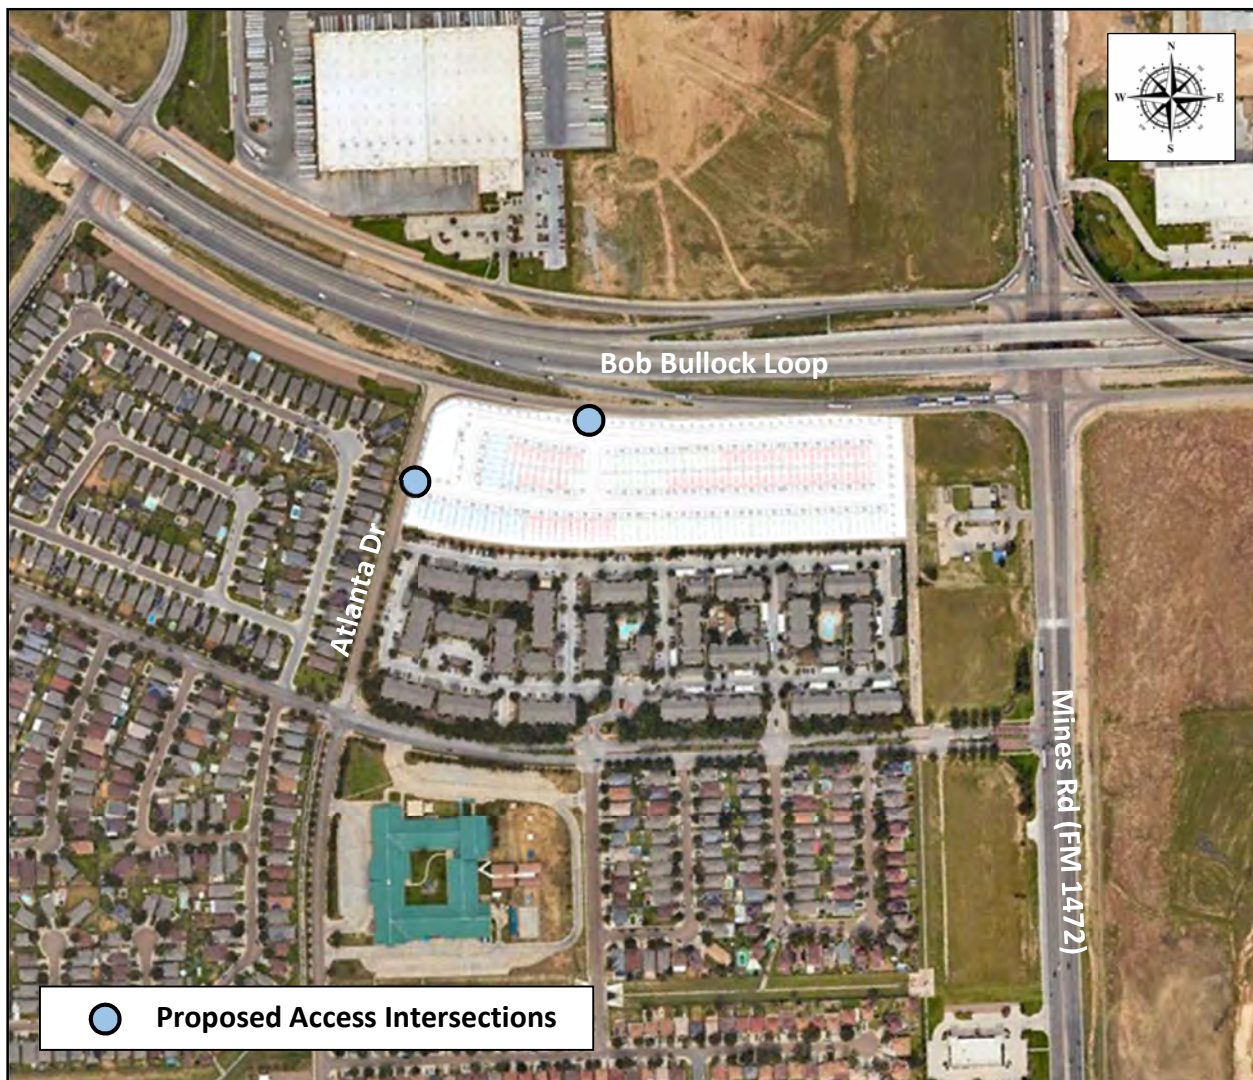 N
W E
S
Bob Bullock Loop
Atlanta Dr
Mines Rd (FM 1472)
Proposed Access Intersections